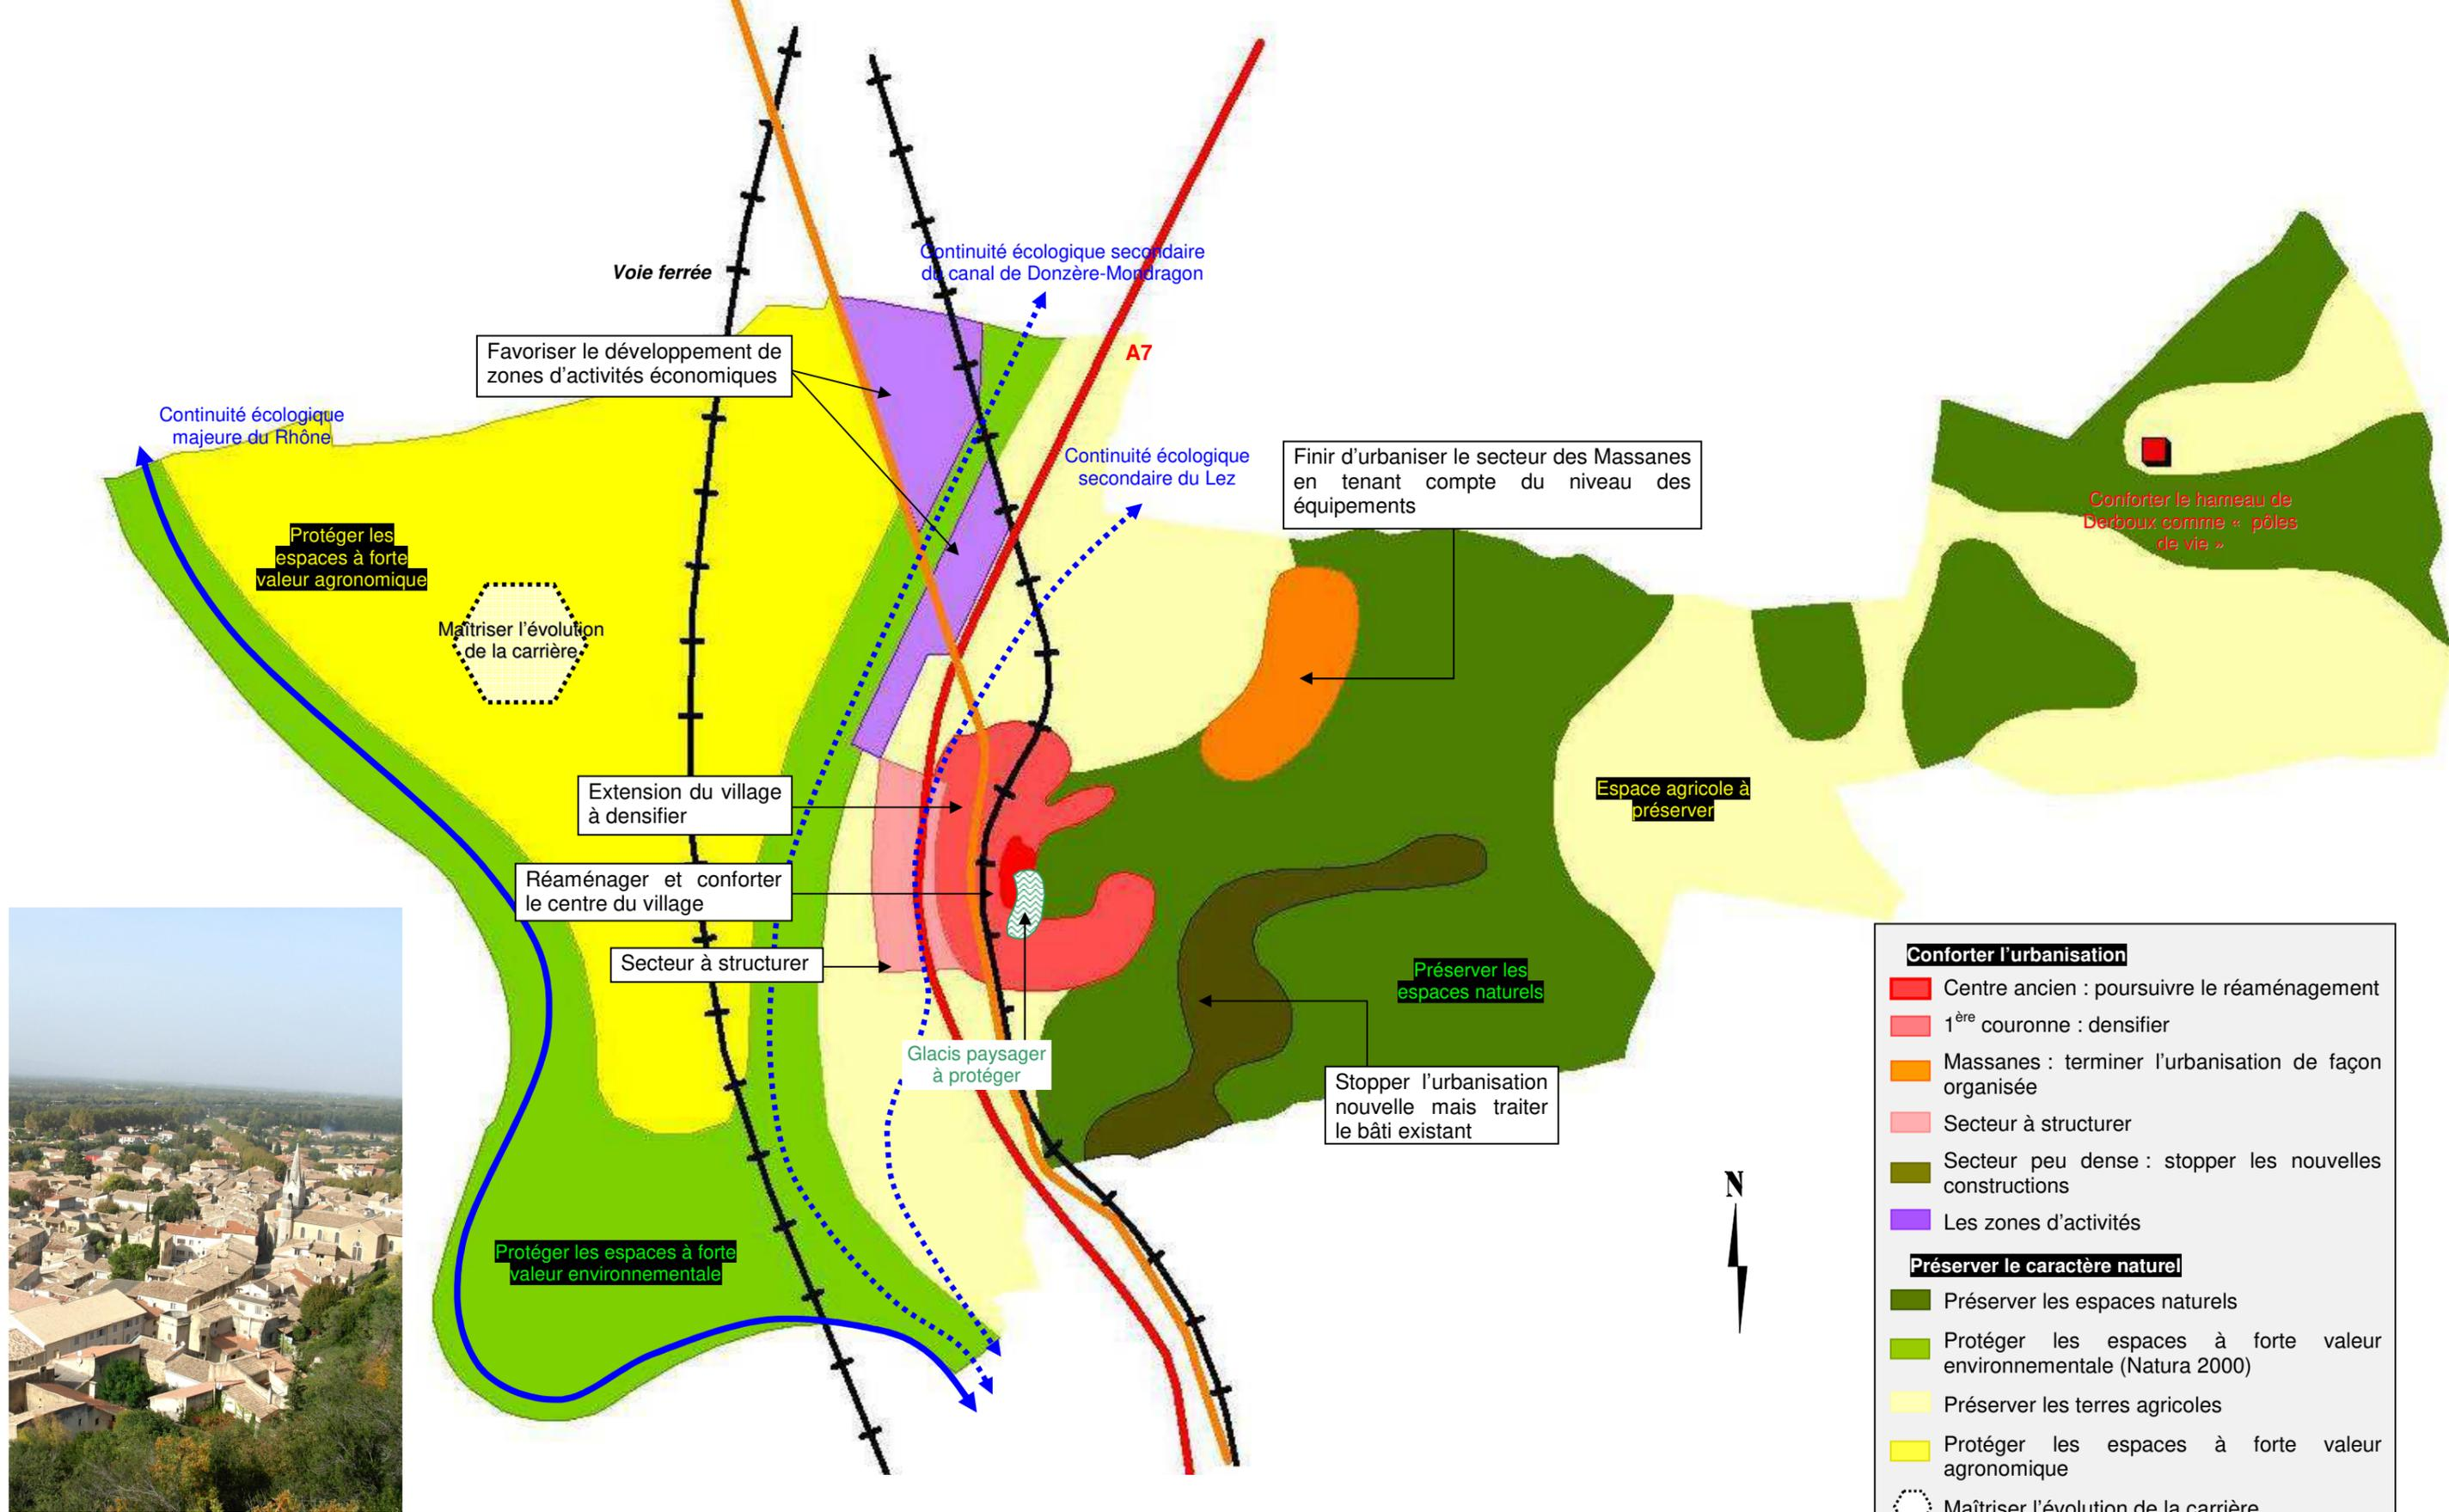 Continuité écologique secondaire
du canal de Donzère-Mondragon
Voie ferrée
Favoriser le développement de
zones d'activités économiques
A7
Continuité écologique
majeure du Rhône
Continuité écologique
secondaire du Lez
Finir d'urbaniser le secteur des Massanes
en tenant compte du niveau des
équipements
Conforter le hameau de
Derboux comme « pôles
de vie »
Protéger les
espaces à forte
valeur agronomique
Maîtriser l'évolution
de la carrière
Extension du village
à densifier
Espace agricole à
préserver
Réaménager et conforter
le centre du village
Secteur à structurer
Préserver les
espaces naturels
Glacis paysager
à protéger
Stopper l'urbanisation
nouvelle mais traiter
le bâti existant
Protéger les espaces à forte
valeur environnementale
N
Conforter l'urbanisation
Centre ancien : poursuivre le réaménagement
1ère couronne : densifier
Massanes : terminer l'urbanisation de façon
organisée
Secteur à structurer
Secteur peu dense : stopper les nouvelles
constructions
Les zones d'activités
Préserver le caractère naturel
Préserver les espaces naturels
Protéger les espaces à forte valeur
environnementale (Natura 2000)
Préserver les terres agricoles
Protéger les espaces à forte valeur
agronomique
Maîtriser l'évolution de la carrière